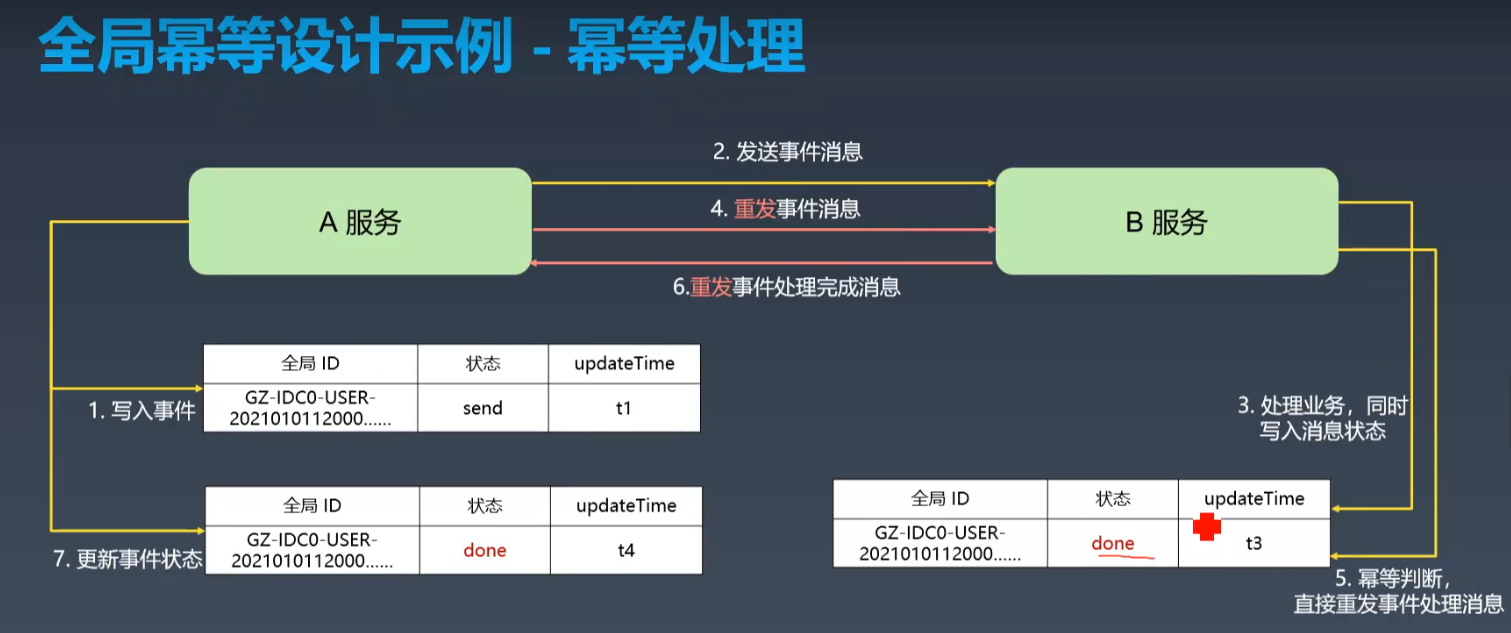 全局幂等设计示例 - 幂等处理
2. 发送事件消息
A 服务
B 服务
4. 重发事件消息
6.重发事件处理完成消息
全局 ID 状态 updateTime
GZ-IDC0-USER-
2021010112000...... send t1
1. 写入事件
3. 处理业务，同时
写入消息状态
全局 ID 状态 updateTime
GZ-IDC0-USER-
2021010112000...... done t4
7. 更新事件状态
全局 ID 状态 updateTime
GZ-IDC0-USER-
2021010112000...... done t3
5. 幂等判断，
直接重发事件处理消息